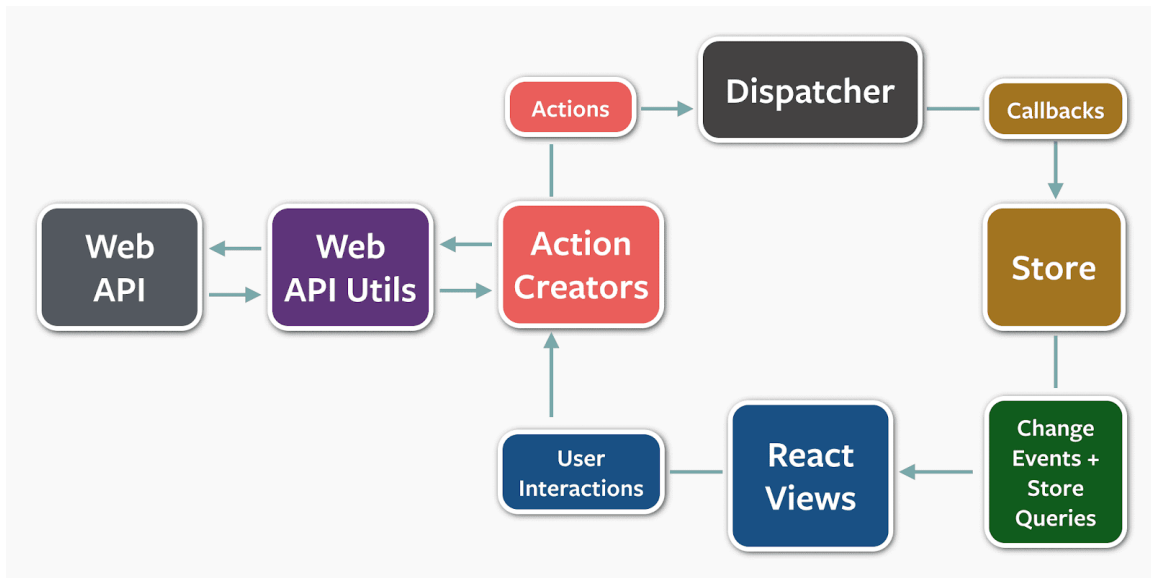 Dispatcher
Actions
Callbacks
Web
API
Web
API Utils
Action
Creators
Store
User
Interactions
React
Views
Change
Events +
Store
Queries